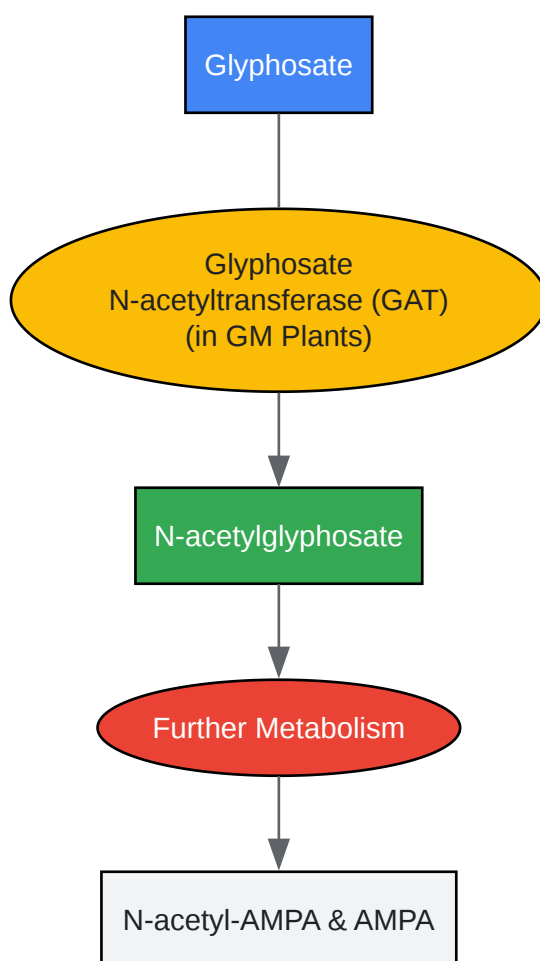 Glyphosate
Glyphosate
N-acetyltransferase (GAT)
(in GM Plants)
N-acetylglyphosate
Further Metabolism
N-acetyl-AMPA & AMPA